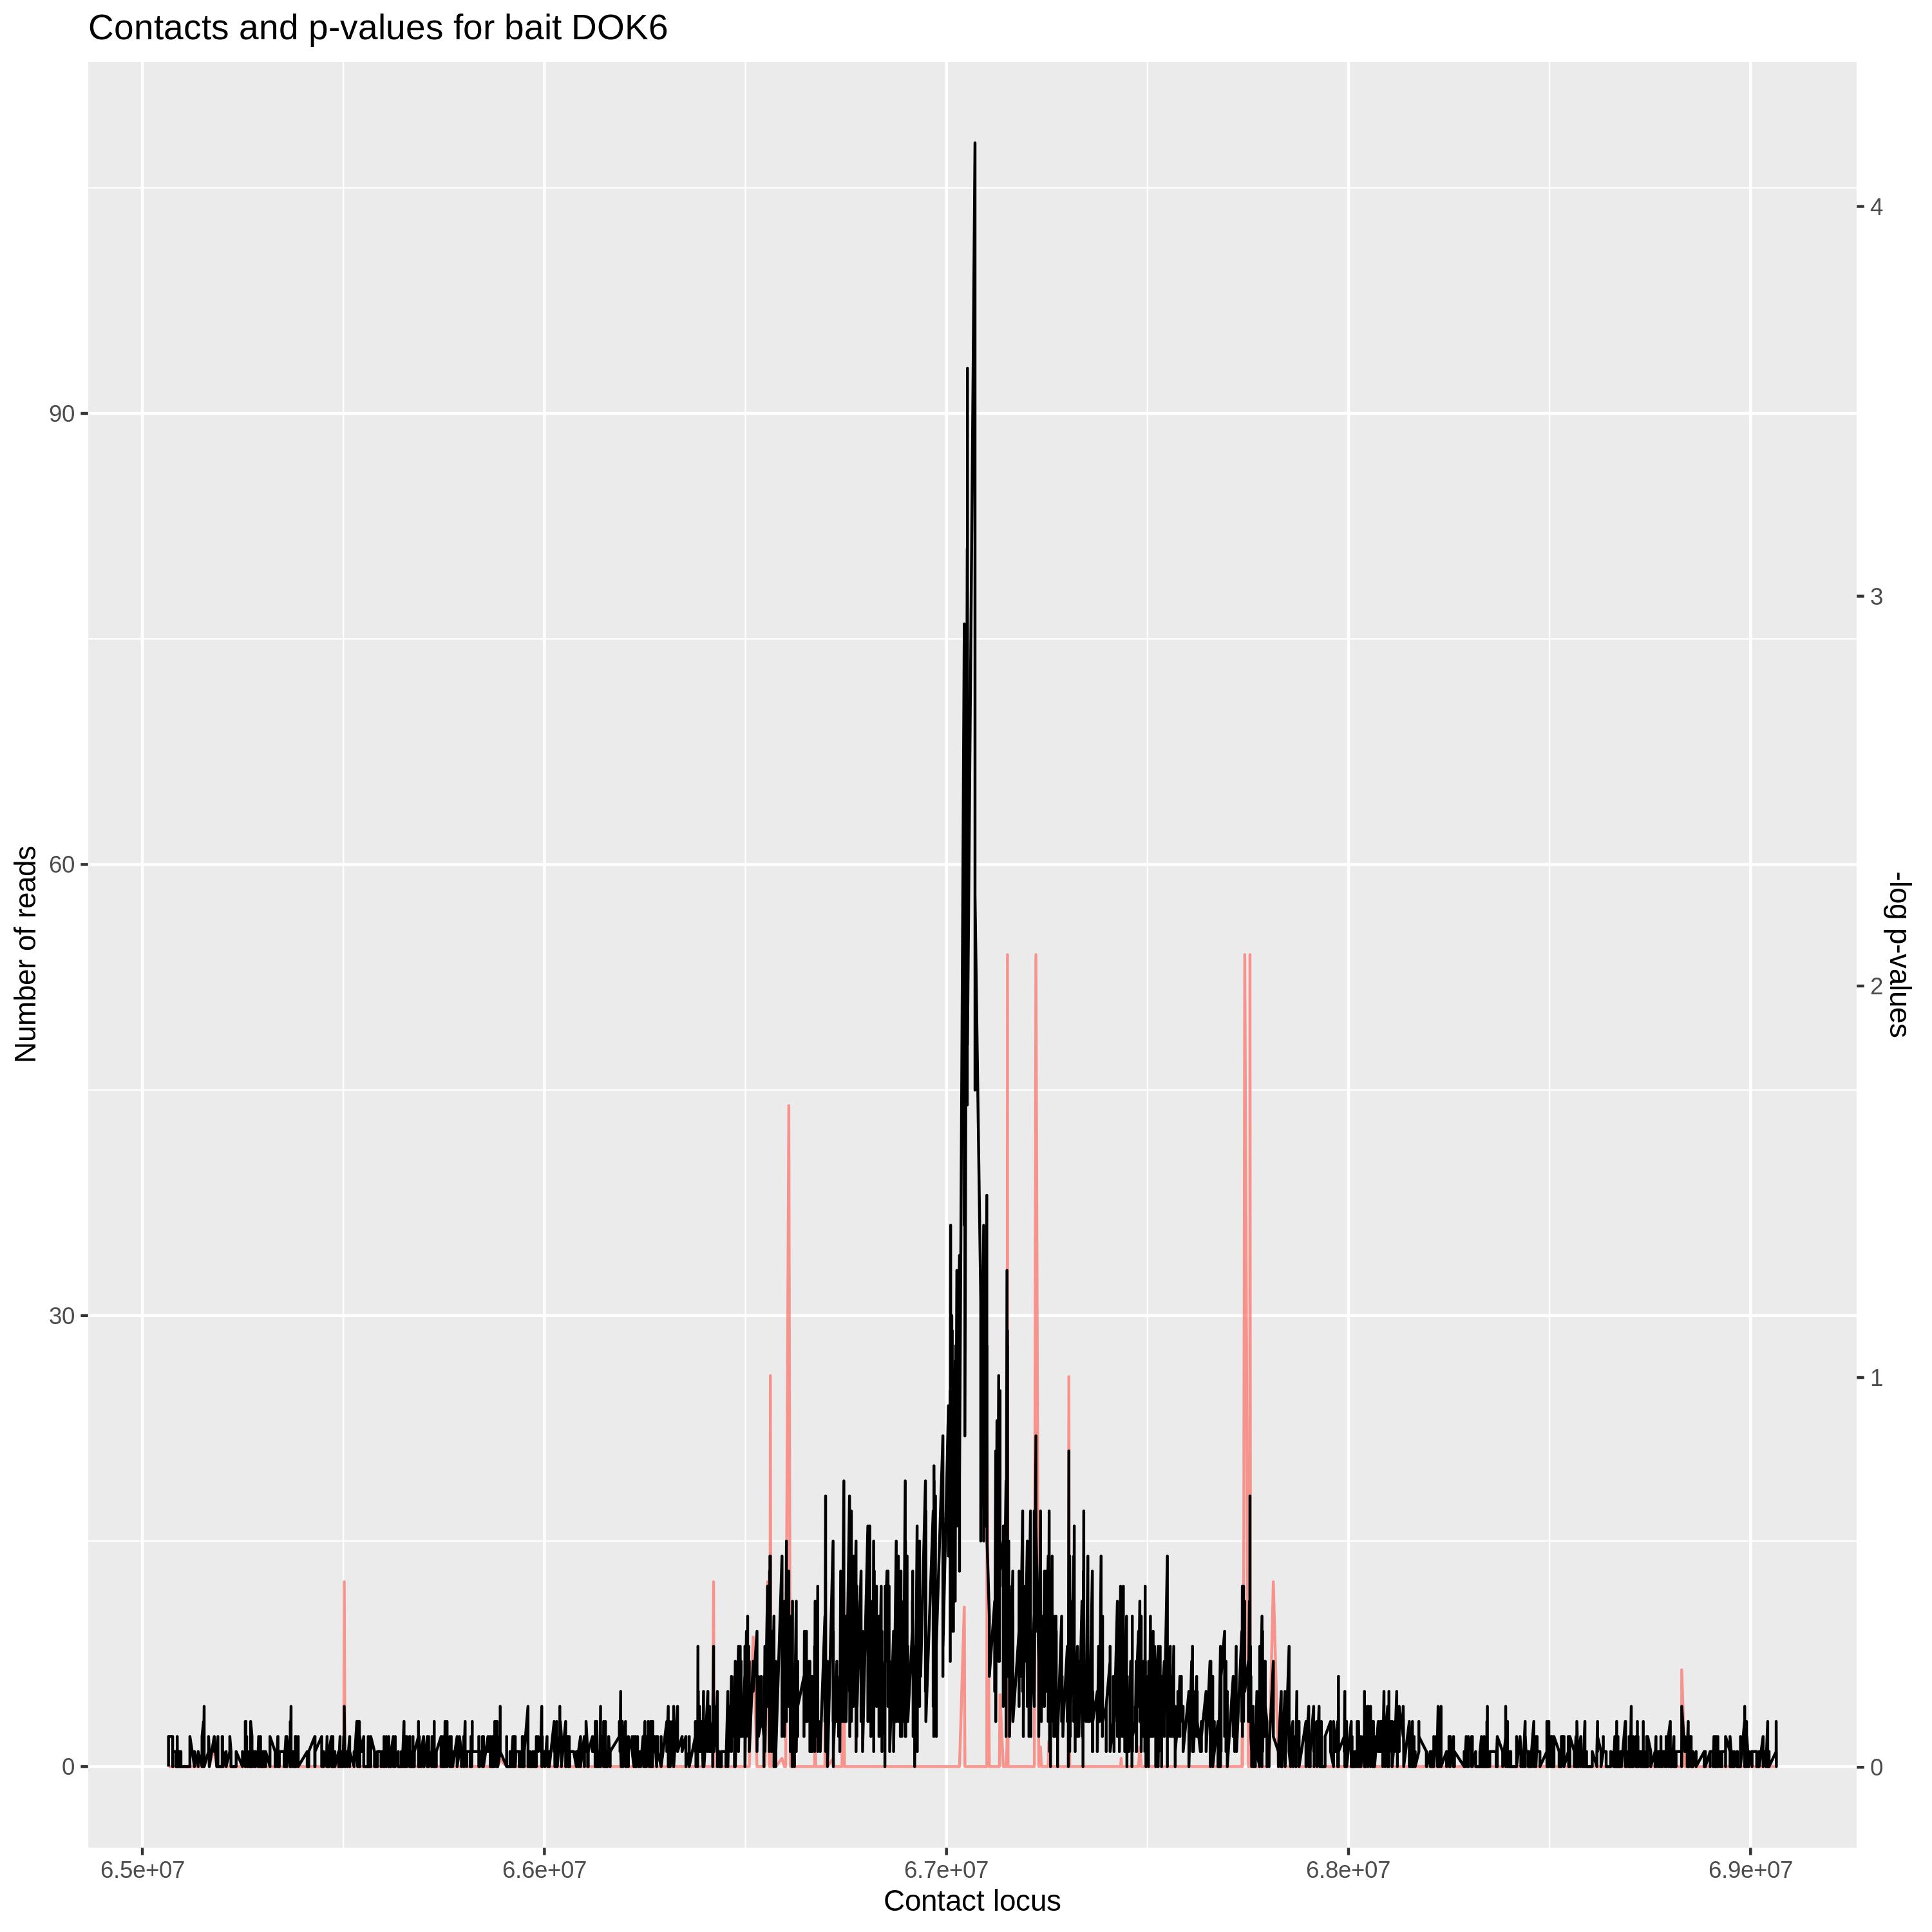 Contacts and p-values for bait DOK6
Number of reads
90
60
30
0
4
3
2
1
0
-log p-values
6.5e+07 6.6e+07 6.7e+07 6.8e+07 6.9e+07
Contact locus